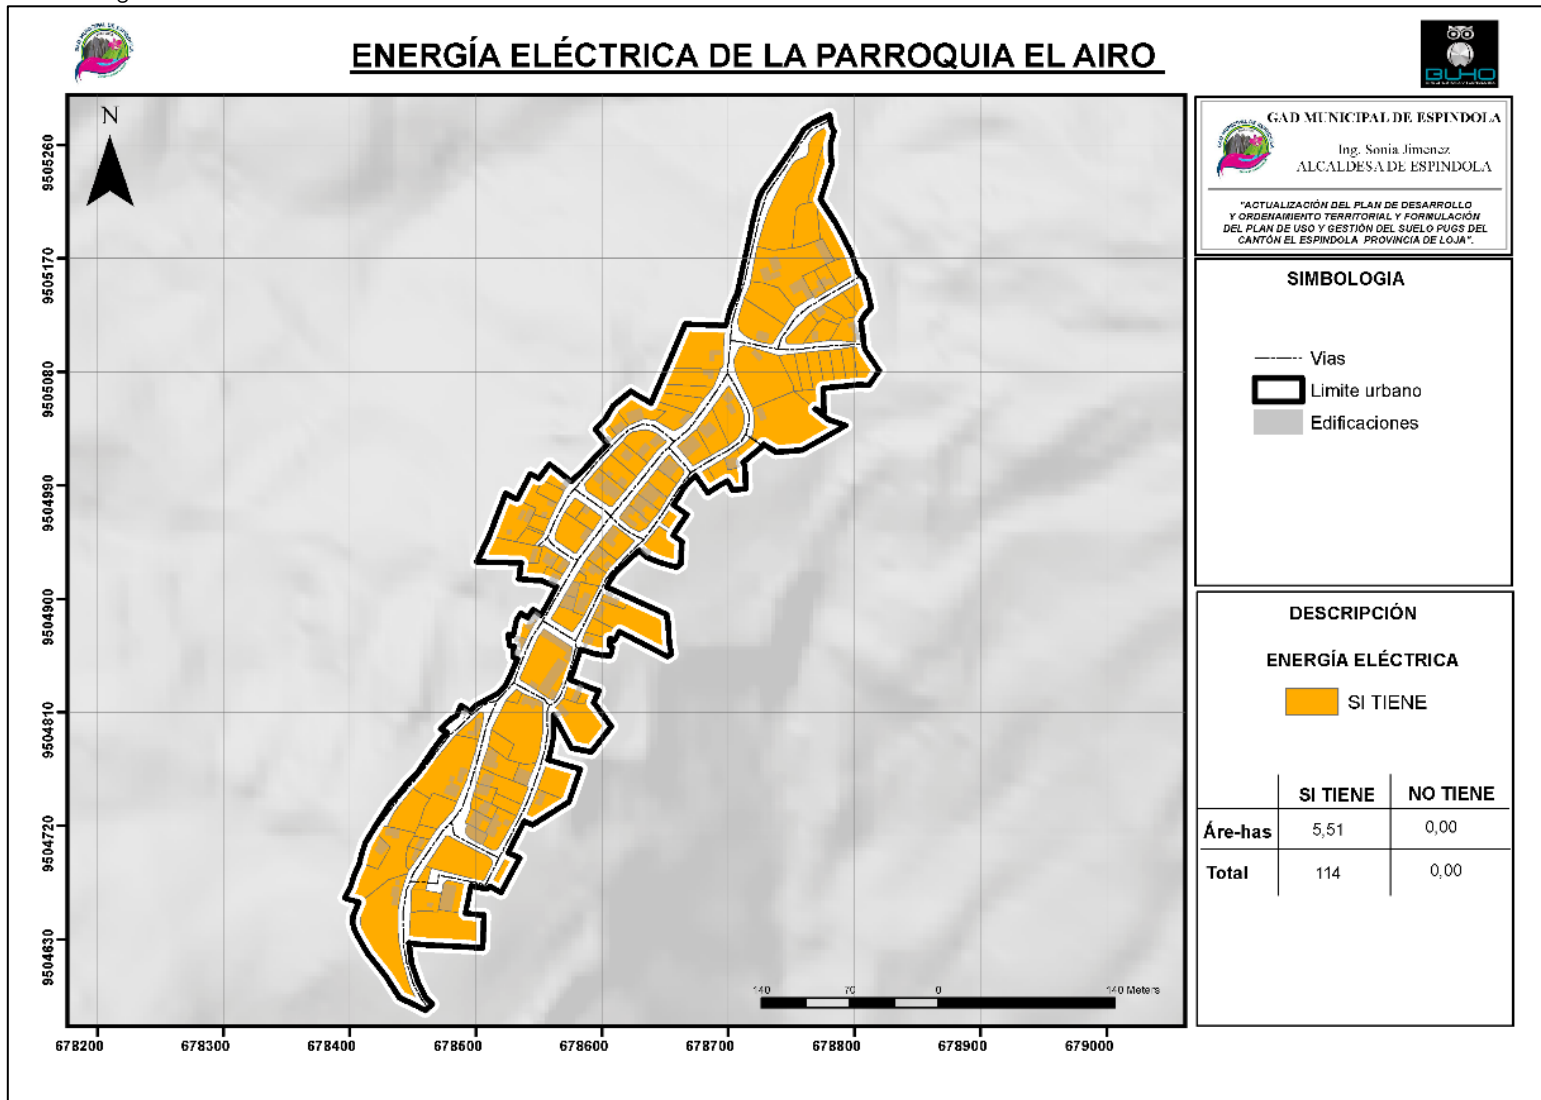 ENERGÍA ELÉCTRICA DE LA PARROQUIA EL AIRO
BUHO
GAD MUNICIPAL DE ESPINDOLA
Ing. Sonia Jimenez
ALCALDESA DE ESPINDOLA
"ACTUALIZACIÓN DEL PLAN DE DESARROLLO
Y ORDENAMIENTO TERRITORIAL Y FORMULACIÓN
DEL PLAN DE USO Y GESTIÓN DEL SUELO PUGS DEL
CANTÓN EL ESPINDOLA PROVINCIA DE LOJA".
SIMBOLOGIA
Vias
Limite urbano
Edificaciones
DESCRIPCIÓN
ENERGÍA ELÉCTRICA
SI TIENE
SI TIENE NO TIENE
Áre-has 5,51 0,00
Total 114 0,00
N
9505260
9505170
9505080
9504990
9504900
9504810
9504720
9504630
140 70 0 140 Meters
678200 678300 678400 678500 678600 678700 678800 678900 679000